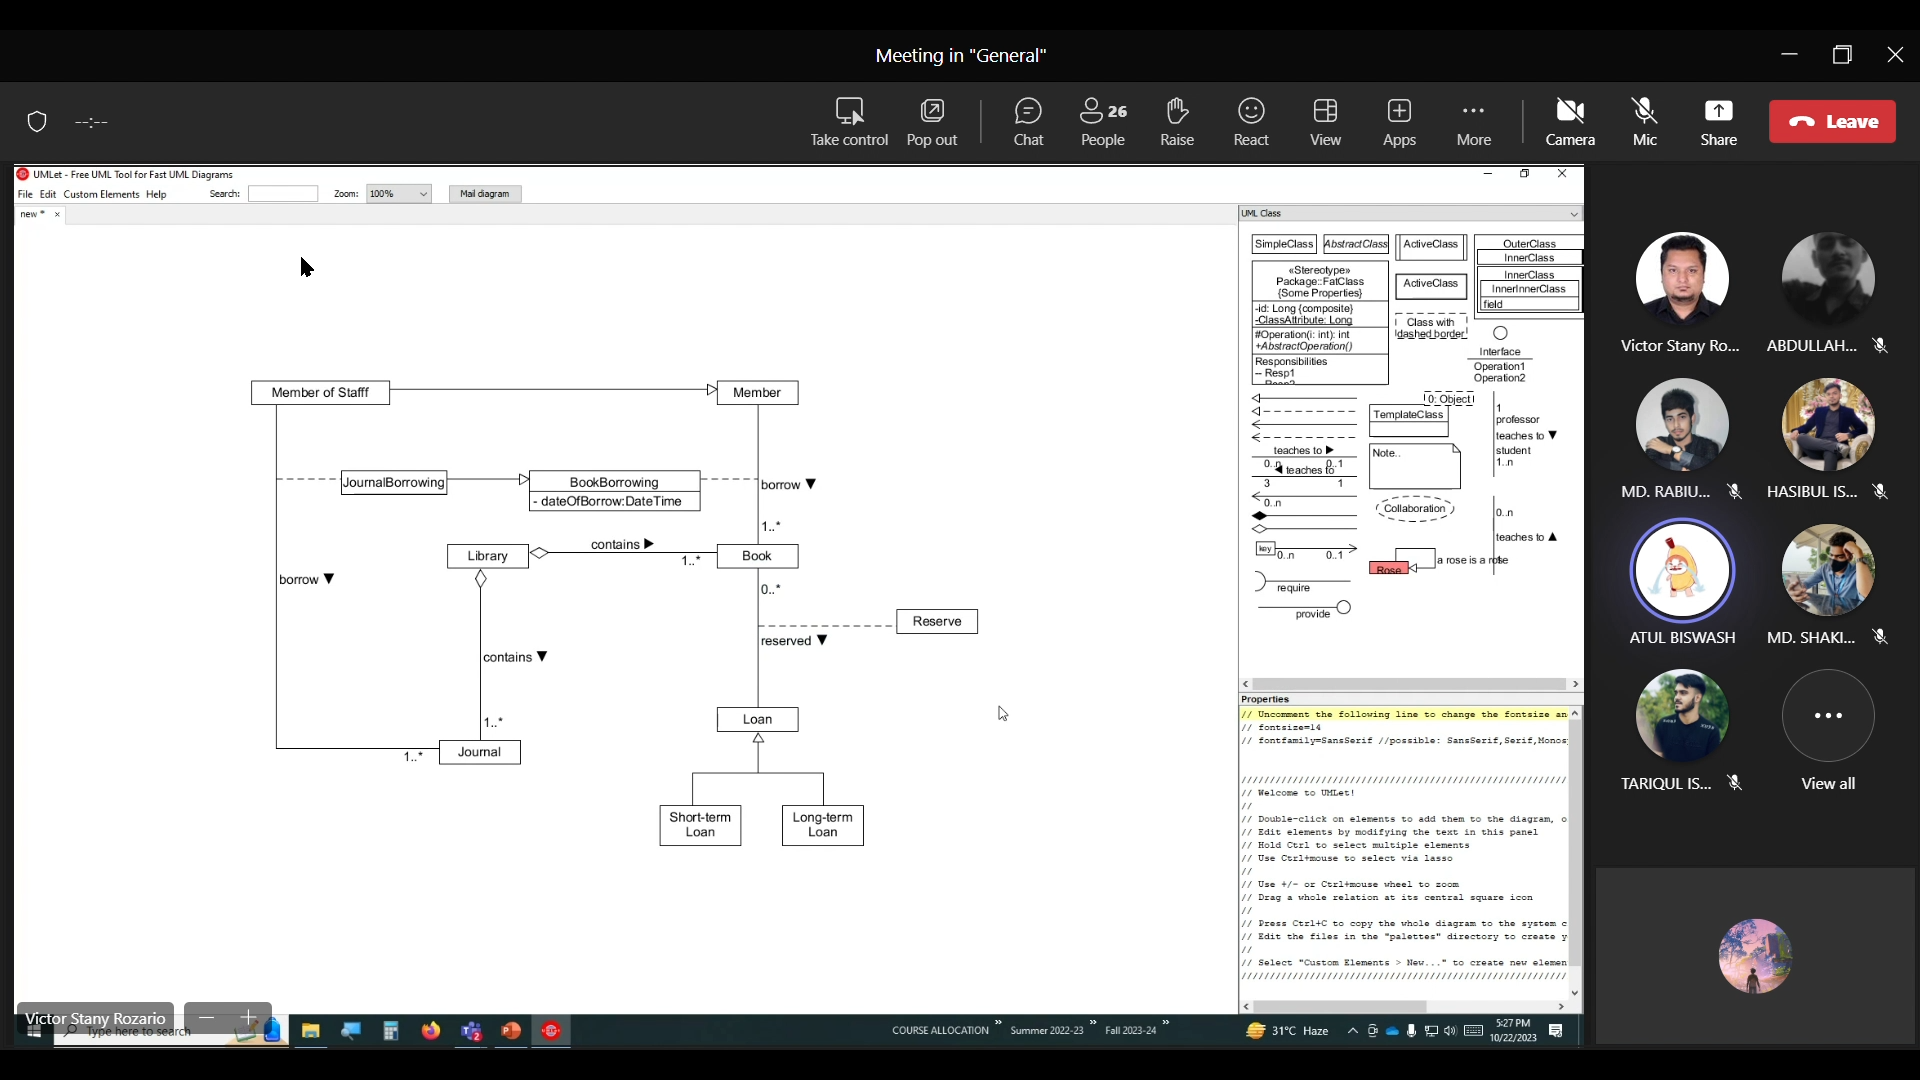 Meeting in "General"
--:--
Take control
Pop out
Chat
26
People
Raise
React
View
Apps
More
Camera
Mic
Share
Leave
UMLet - Free UML Tool for Fast UML Diagrams
File Edit Custom Elements Help
Search:
Zoom: 100%
Mail diagram
new *
Member of Stafff
Member
JournalBorrowing
BookBorrowing
- dateOfBorrow:DateTime
borrow ▼
1..*
Library
contains ▶
1..*
Book
borrow ▼
0..*
Reserve
reserved ▼
contains ▼
1..*
Loan
1..*
Journal
Short-term
Loan
Long-term
Loan
UML Class
SimpleClass
AbstractClass
ActiveClass
OuterClass
InnerClass
InnerClass
InnerInnerClass
field
«Stereotype»
Package::FatClass
{Some Properties}
-id: Long {composite}
-ClassAttribute: Long
#Operation(i: int): int
+AbstractOperation()
Responsibilities
-- Resp1
ActiveClass
Class with
dashed border
Interface
Operation1
Operation2
0: Object
TemplateClass
1
professor
teaches to ▼
student
1..n
teaches to ▶
0..n
0..1
◀ teaches to
3
1
0..n
Note..
Collaboration
0..n
teaches to ▲
key
0..n
0..1
Rose
a rose is a rose
require
provide
Properties
// Uncomment the following line to change the fontsize an
// fontsize=14
// fontfamily=SansSerif //possible: SansSerif,Serif,Monos
//////////////////////////////////////////////////////
// Welcome to UMLet!
//
// Double-click on elements to add them to the diagram, o
// Edit elements by modifying the text in this panel
// Hold Ctrl to select multiple elements
// Use Ctrl+mouse to select via lasso
//
// Use +/- or Ctrl+mouse wheel to zoom
// Drag a whole relation at its central square icon
//
// Press Ctrl+C to copy the whole diagram to the system c
// Edit the files in the "palettes" directory to create y
//
// Select "Custom Elements > New..." to create new elemen
//////////////////////////////////////////////////////
Victor Stany Ro...
ABDULLAH...
MD. RABIU...
HASIBUL IS...
ATUL BISWASH
MD. SHAKI...
TARIQUL IS...
View all
Victor Stany Rozario
Type here to search
COURSE ALLOCATION
Summer 2022-23
Fall 2023-24
31°C Haze
5:27 PM
10/22/2023